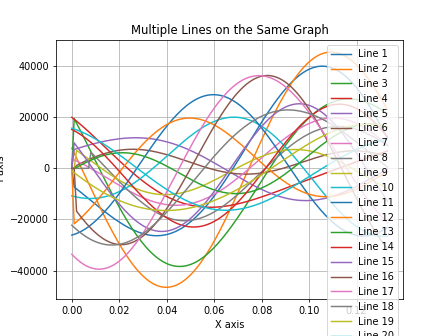 Multiple Lines on the Same Graph
40000
20000
0
−20000
−40000
axis
0.00
0.02
0.04
0.06
0.08
0.10
X axis
Line 1
Line 2
Line 3
Line 4
Line 5
Line 6
Line 7
Line 8
Line 9
Line 10
Line 11
Line 12
Line 13
Line 14
Line 15
Line 16
Line 17
Line 18
Line 19
Line 20